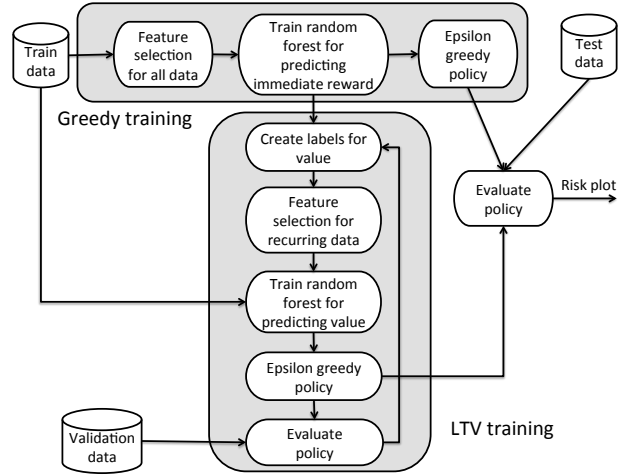 Train
data
Feature
selection
for all data
Train random
forest for
predicting
immediate reward
Epsilon
greedy
policy
Test
data
Greedy training
Create labels for
value
Feature
selection for
recurring data
Train random
forest for
predicting value
Epsilon greedy
policy
Evaluate
policy
Evaluate
policy
Risk plot
Validation
data
LTV training